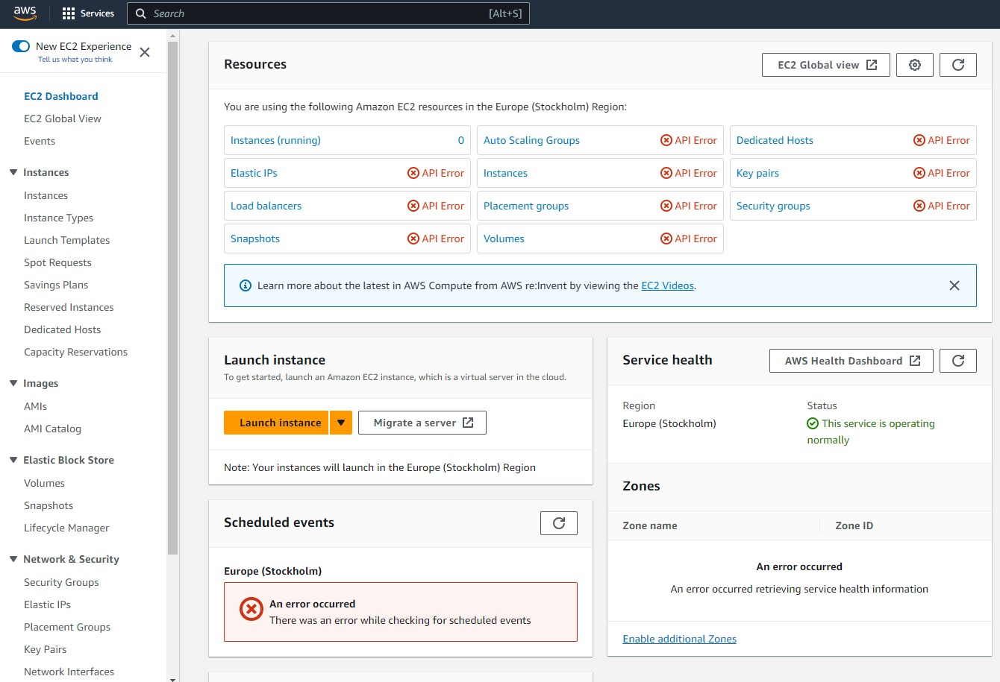 aws
Services
Search
[Alt+S]
New EC2 Experience
Tell us what you think
EC2 Dashboard
EC2 Global View
Events
Instances
Instances
Instance Types
Launch Templates
Spot Requests
Savings Plans
Reserved Instances
Dedicated Hosts
Capacity Reservations
Images
AMIs
AMI Catalog
Elastic Block Store
Volumes
Snapshots
Lifecycle Manager
Network & Security
Security Groups
Elastic IPs
Placement Groups
Key Pairs
Network Interfaces
Resources
EC2 Global view
You are using the following Amazon EC2 resources in the Europe (Stockholm) Region:
Instances (running) 0
Auto Scaling Groups API Error
Dedicated Hosts API Error
Elastic IPs API Error
Instances API Error
Key pairs API Error
Load balancers API Error
Placement groups API Error
Security groups API Error
Snapshots API Error
Volumes API Error
Learn more about the latest in AWS Compute from AWS re:Invent by viewing the EC2 Videos.
Launch instance
To get started, launch an Amazon EC2 instance, which is a virtual server in the cloud.
Launch instance
Migrate a server
Note: Your instances will launch in the Europe (Stockholm) Region
Scheduled events
Europe (Stockholm)
An error occurred
There was an error while checking for scheduled events
Service health
AWS Health Dashboard
Region
Europe (Stockholm)
Status
This service is operating
normally
Zones
Zone name
Zone ID
An error occurred
An error occurred retrieving service health information
Enable additional Zones